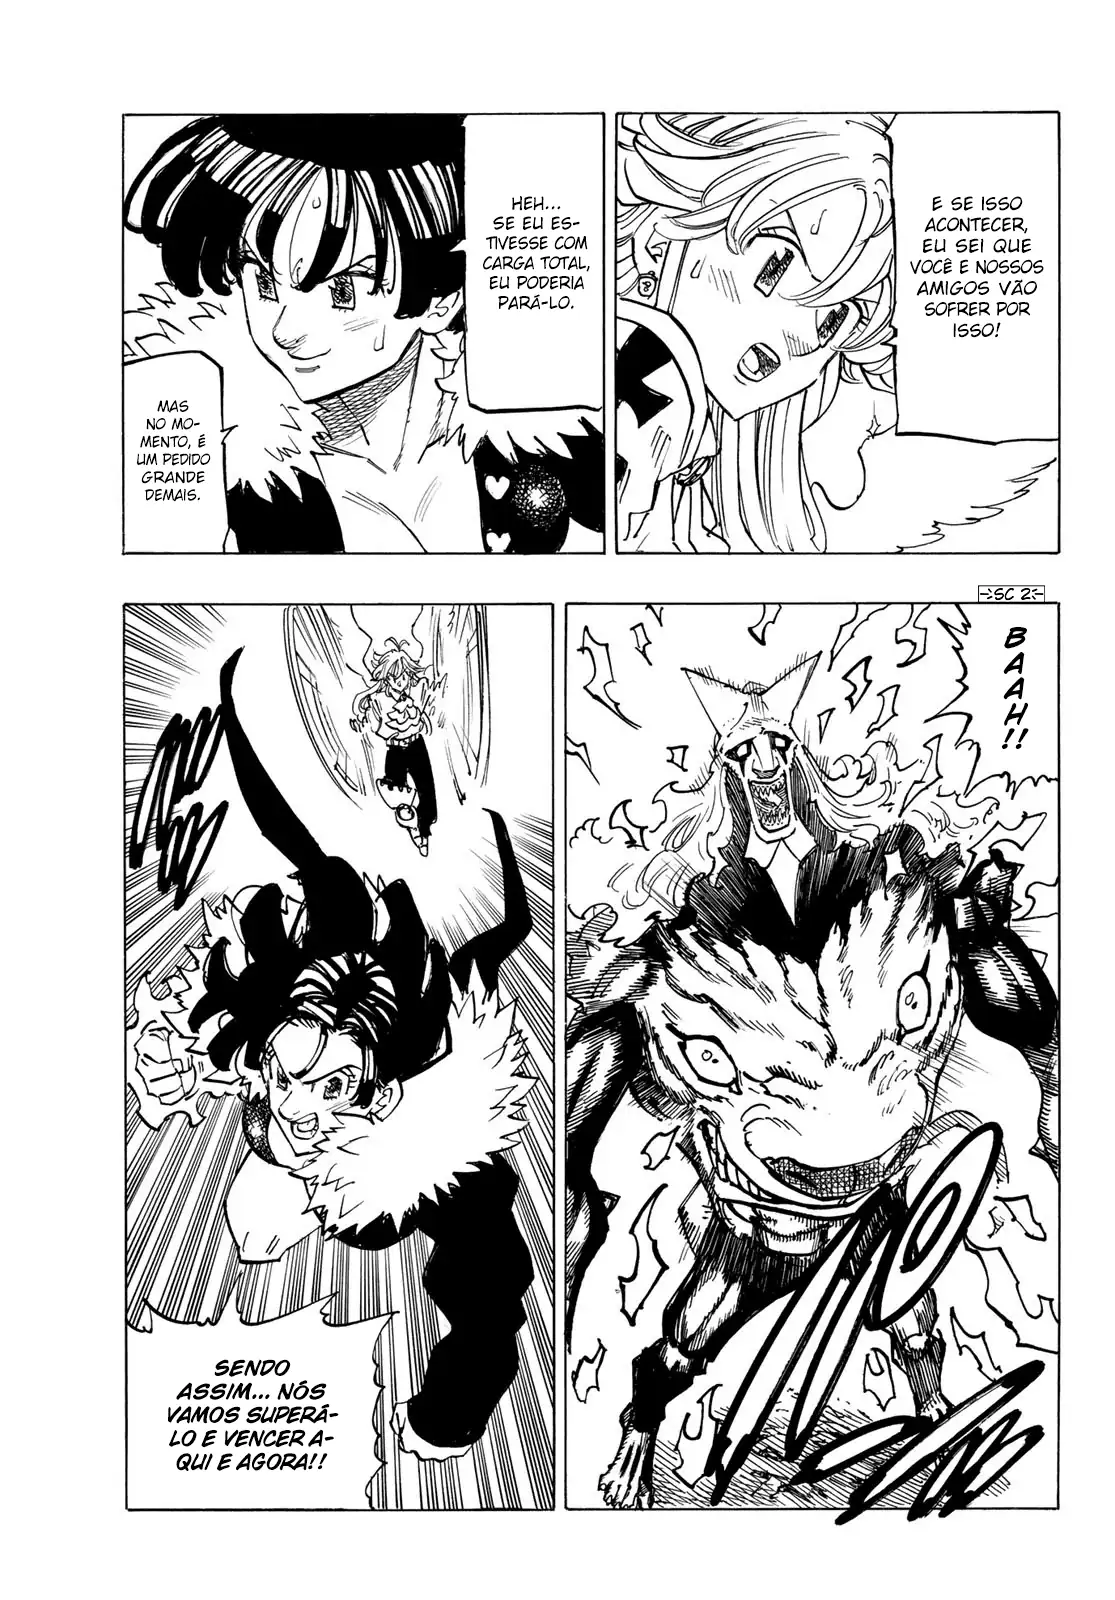 E SE ISSO
ACONTECER,
EU SEI QUE
VOCÊ E NOSSOS
AMIGOS VÃO
SOFRER POR
ISSO!
HEH...
SE EU ES-
TIVESSE COM
CARGA TOTAL,
EU PODERIA
PARÁ-LO.
MAS
NO MO-
MENTO, É
UM PEDIDO
GRANDE
DEMAIS.
SC 2
BAAH!!
SENDO
ASSIM... NÓS
VAMOS SUPERÁ-
LO E VENCER A-
QUI E AGORA!!